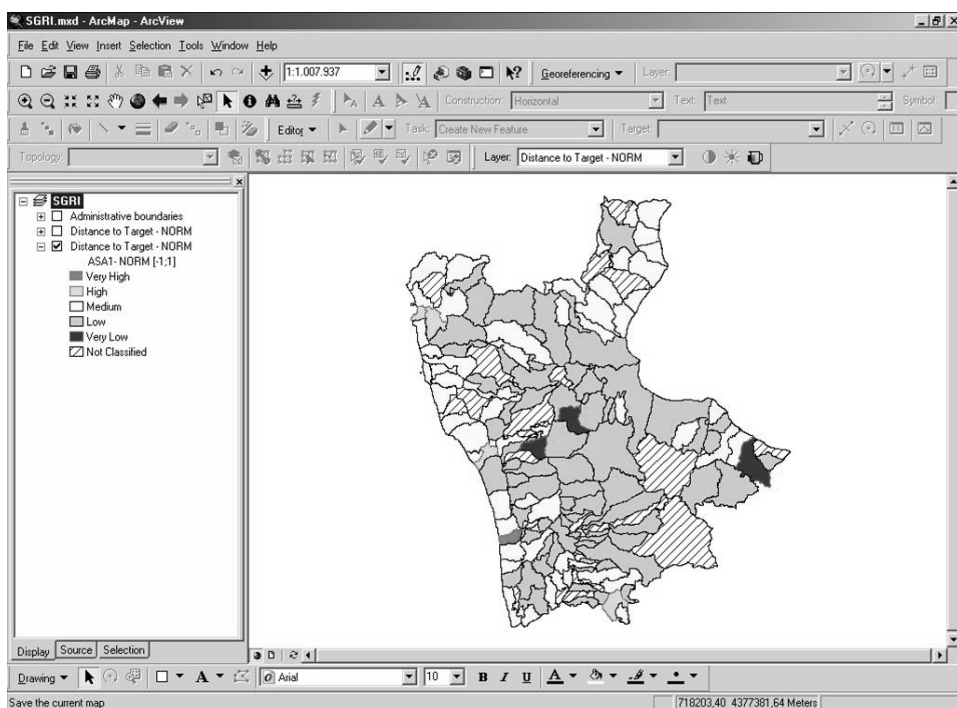 SGRI.mxd - ArcMap - ArcView
File Edit View Insert Selection Tools Window Help
1:1.007.937 Georeferencing Layer:
Construction: Horizontal Text: Text Symbol:
Editor Task: Create New Feature Target:
Topology: Layer: Distance to Target - NORM
SGRI
Administrative boundaries
Distance to Target - NORM
Distance to Target - NORM
ASA1- NORM [-1;1]
Very High
High
Medium
Low
Very Low
Not Classified
Display Source Selection
Drawing A Arial 10 B I U A
Save the current map 718203,40 4377381,64 Meters